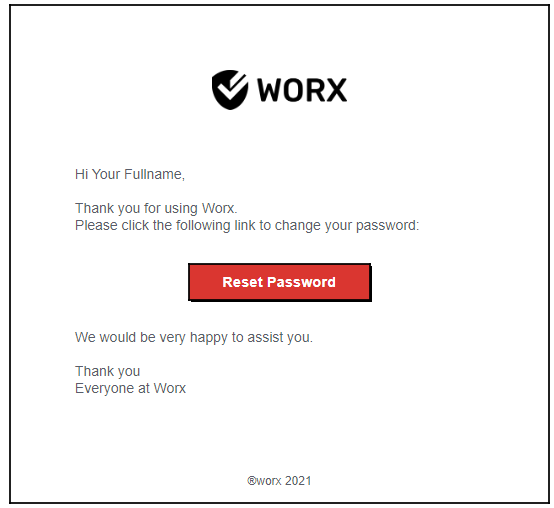 WORX
Hi Your Fullname,
Thank you for using Worx.
Please click the following link to change your password:
Reset Password
We would be very happy to assist you.
Thank you
Everyone at Worx
®worx 2021